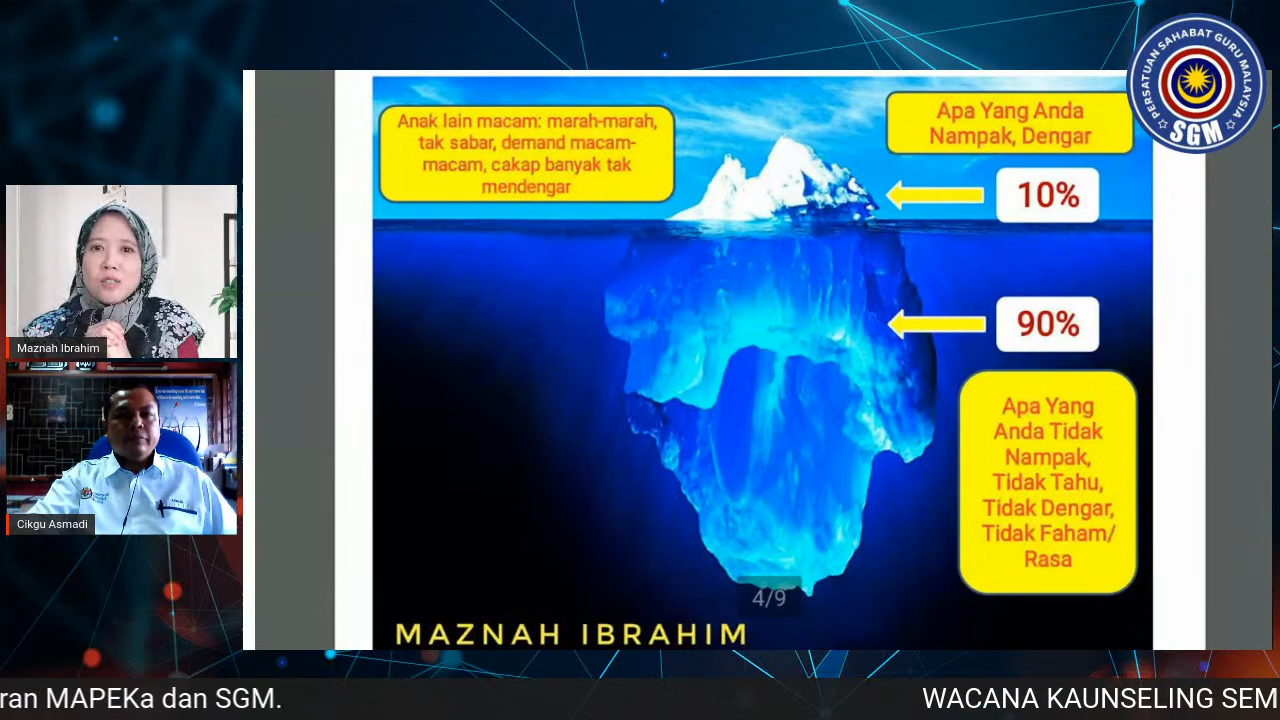 PERSATUAN SAHABAT GURU MALAYSIA
SGM
Anak lain macam: marah-marah,
tak sabar, demand macam-
macam, cakap banyak tak
mendengar
Apa Yang Anda
Nampak, Dengar
10%
90%
Apa Yang
Anda Tidak
Nampak,
Tidak Tahu,
Tidak Dengar,
Tidak Faham/
Rasa
4/9
MAZNAH IBRAHIM
Maznah Ibrahim
Cikgu Asmadi
ran MAPEKa dan SGM.
WACANA KAUNSELING SEM